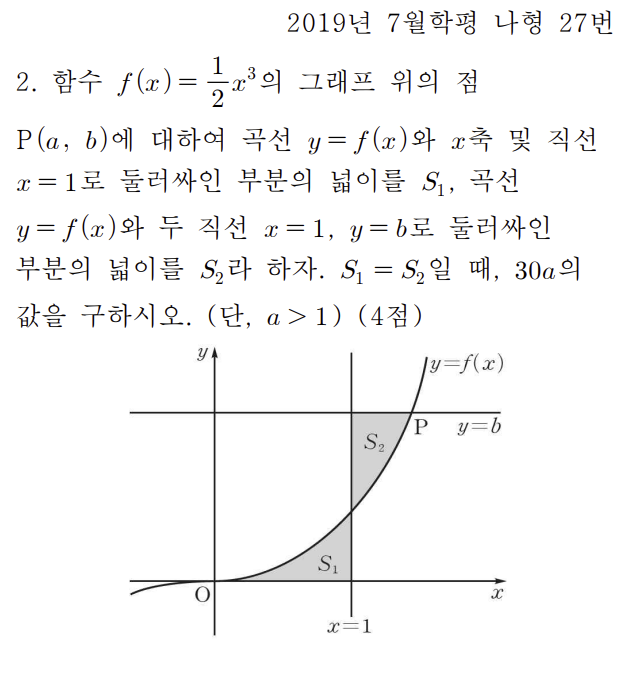 2019년 7월학평 나형 27번
2. 함수 f(x)=\frac{1}{2}x³의 그래프 위의 점
P(a, b)에 대하여 곡선 y=f(x)와 x축 및 직선
x=1로 둘러싸인 부분의 넓이를 S₁, 곡선
y=f(x)와 두 직선 x=1, y=b로 둘러싸인
부분의 넓이를 S₂라 하자. S₁=S₂일 때, 30a의
값을 구하시오. (단, a>1) (4점)
y
y=f(x)
P
y=b
S₂
S₁
O
x
x=1